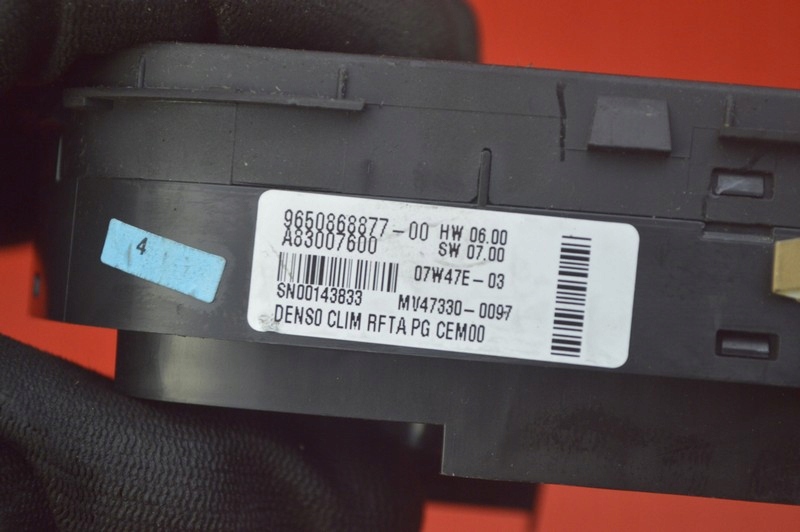 4
9650868877-00 HW 06.00
A83007600 SW 07.00
07W47E-03
SN00143833 MV47330-0097
DENSO CLIM RFTA PG CEM00